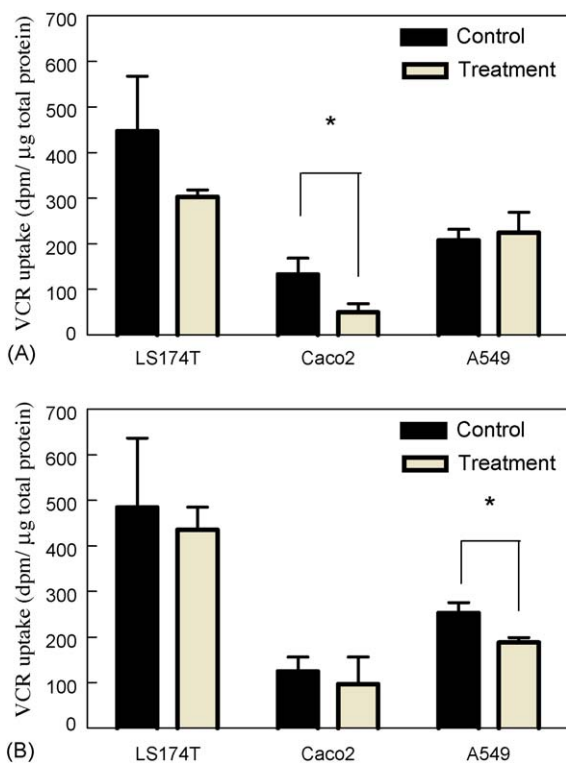 700
600
500
400
300
200
100
0
VCR uptake (dpm/ µg total protein)
Control
Treatment
*
LS174T Caco2 A549
(A)
700
600
500
400
300
200
100
0
VCR uptake (dpm/ µg total protein)
Control
Treatment
*
LS174T Caco2 A549
(B)